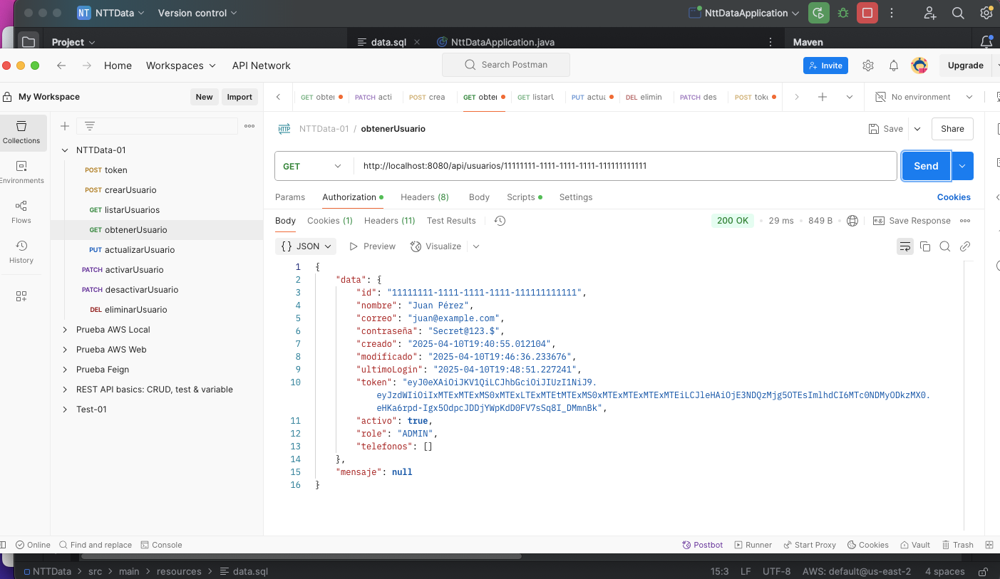 NT NTTData Version control NttDataApplication
Project data.sql NttDataApplication.java Maven
Home Workspaces API Network Search Postman Invite Upgrade
My Workspace New Import GET obter PATCH acti POST crea GET obter GET listarU PUT actua DEL elimin PATCH des POST toke No environment
Collections
Environments
Flows
History
NTTData-01
POST token
POST crearUsuario
GET listarUsuarios
GET obtenerUsuario
PUT actualizarUsuario
PATCH activarUsuario
PATCH desactivarUsuario
DEL eliminarUsuario
Prueba AWS Local
Prueba AWS Web
Prueba Feign
REST API basics: CRUD, test & variable
Test-01
HTTP NTTData-01 / obtenerUsuario Save Share
GET http://localhost:8080/api/usuarios/11111111-1111-1111-1111-111111111111 Send
Params Authorization Headers (8) Body Scripts Settings Cookies
Body Cookies (1) Headers (11) Test Results 200 OK 29 ms 849 B e.g. Save Response
{} JSON Preview Visualize
1 {
2 "data": {
3 "id": "11111111-1111-1111-1111-111111111111",
4 "nombre": "Juan Pérez",
5 "correo": "juan@example.com",
6 "contraseña": "Secret@123.$",
7 "creado": "2025-04-10T19:40:55.012104",
8 "modificado": "2025-04-10T19:46:36.233676",
9 "ultimoLogin": "2025-04-10T19:48:51.227241",
10 "token": "eyJ0eXAiOiJKV1QiLCJhbGciOiJIUzI1NiJ9.
eyJzdWIiOiIxMTExMTExMS0xMTExLTExMTEtMTExMS0xMTExMTExMTExMTEiLCJleHAiOjE3NDQzMjg5OTEsImlhdCI6MTc0NDMyODkzMX0.
eHKa6rpd-Igx5OdpcJDDjYWpKdD0FV7sSq8I_DMmnBk",
11 "activo": true,
12 "role": "ADMIN",
13 "telefonos": []
14 },
15 "mensaje": null
16 }
Online Find and replace Console Postbot Runner Start Proxy Cookies Vault Trash
NTTData > src > main > resources > data.sql 15:3 LF UTF-8 AWS: default@us-east-2 4 spaces